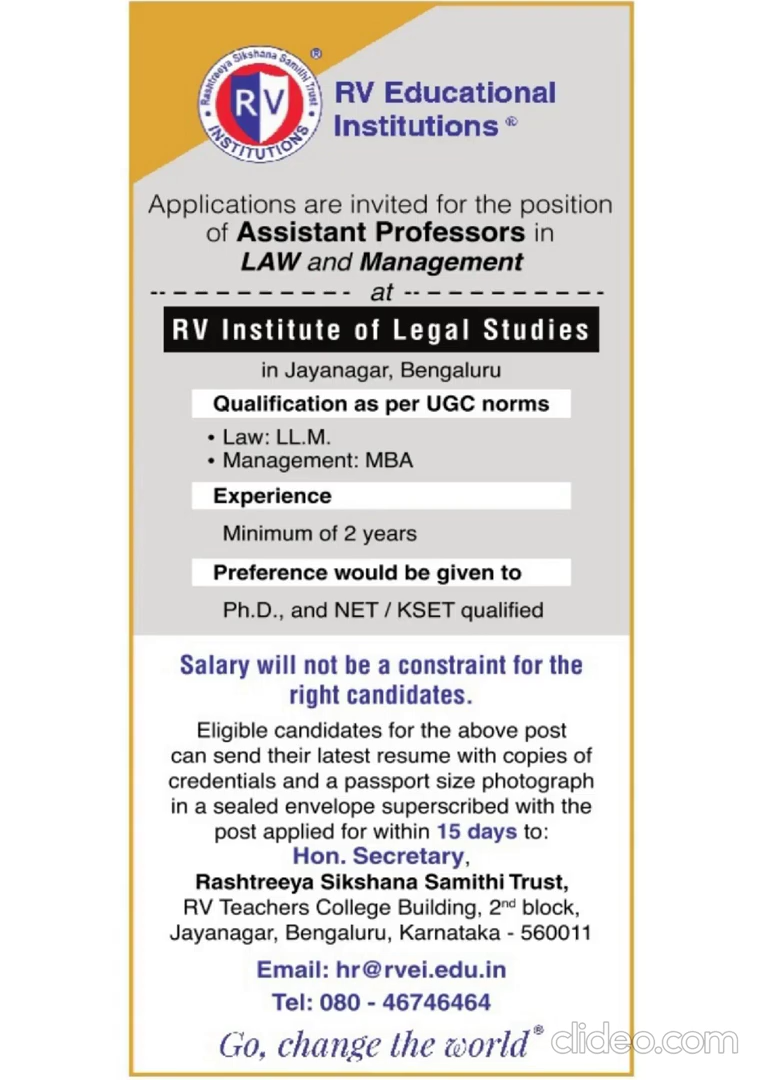 Rashtreeya Sikshana Samithi Trust
RV
INSTITUTIONS
®
RV Educational
Institutions ®
Applications are invited for the position
of Assistant Professors in
LAW and Management
at
RV Institute of Legal Studies
in Jayanagar, Bengaluru
Qualification as per UGC norms
• Law: LL.M.
• Management: MBA
Experience
Minimum of 2 years
Preference would be given to
Ph.D., and NET / KSET qualified
Salary will not be a constraint for the
right candidates.
Eligible candidates for the above post
can send their latest resume with copies of
credentials and a passport size photograph
in a sealed envelope superscribed with the
post applied for within 15 days to:
Hon. Secretary,
Rashtreeya Sikshana Samithi Trust,
RV Teachers College Building, 2nd block,
Jayanagar, Bengaluru, Karnataka - 560011
Email: hr@rvei.edu.in
Tel: 080 - 46746464
Go, change the world®
clideo.com